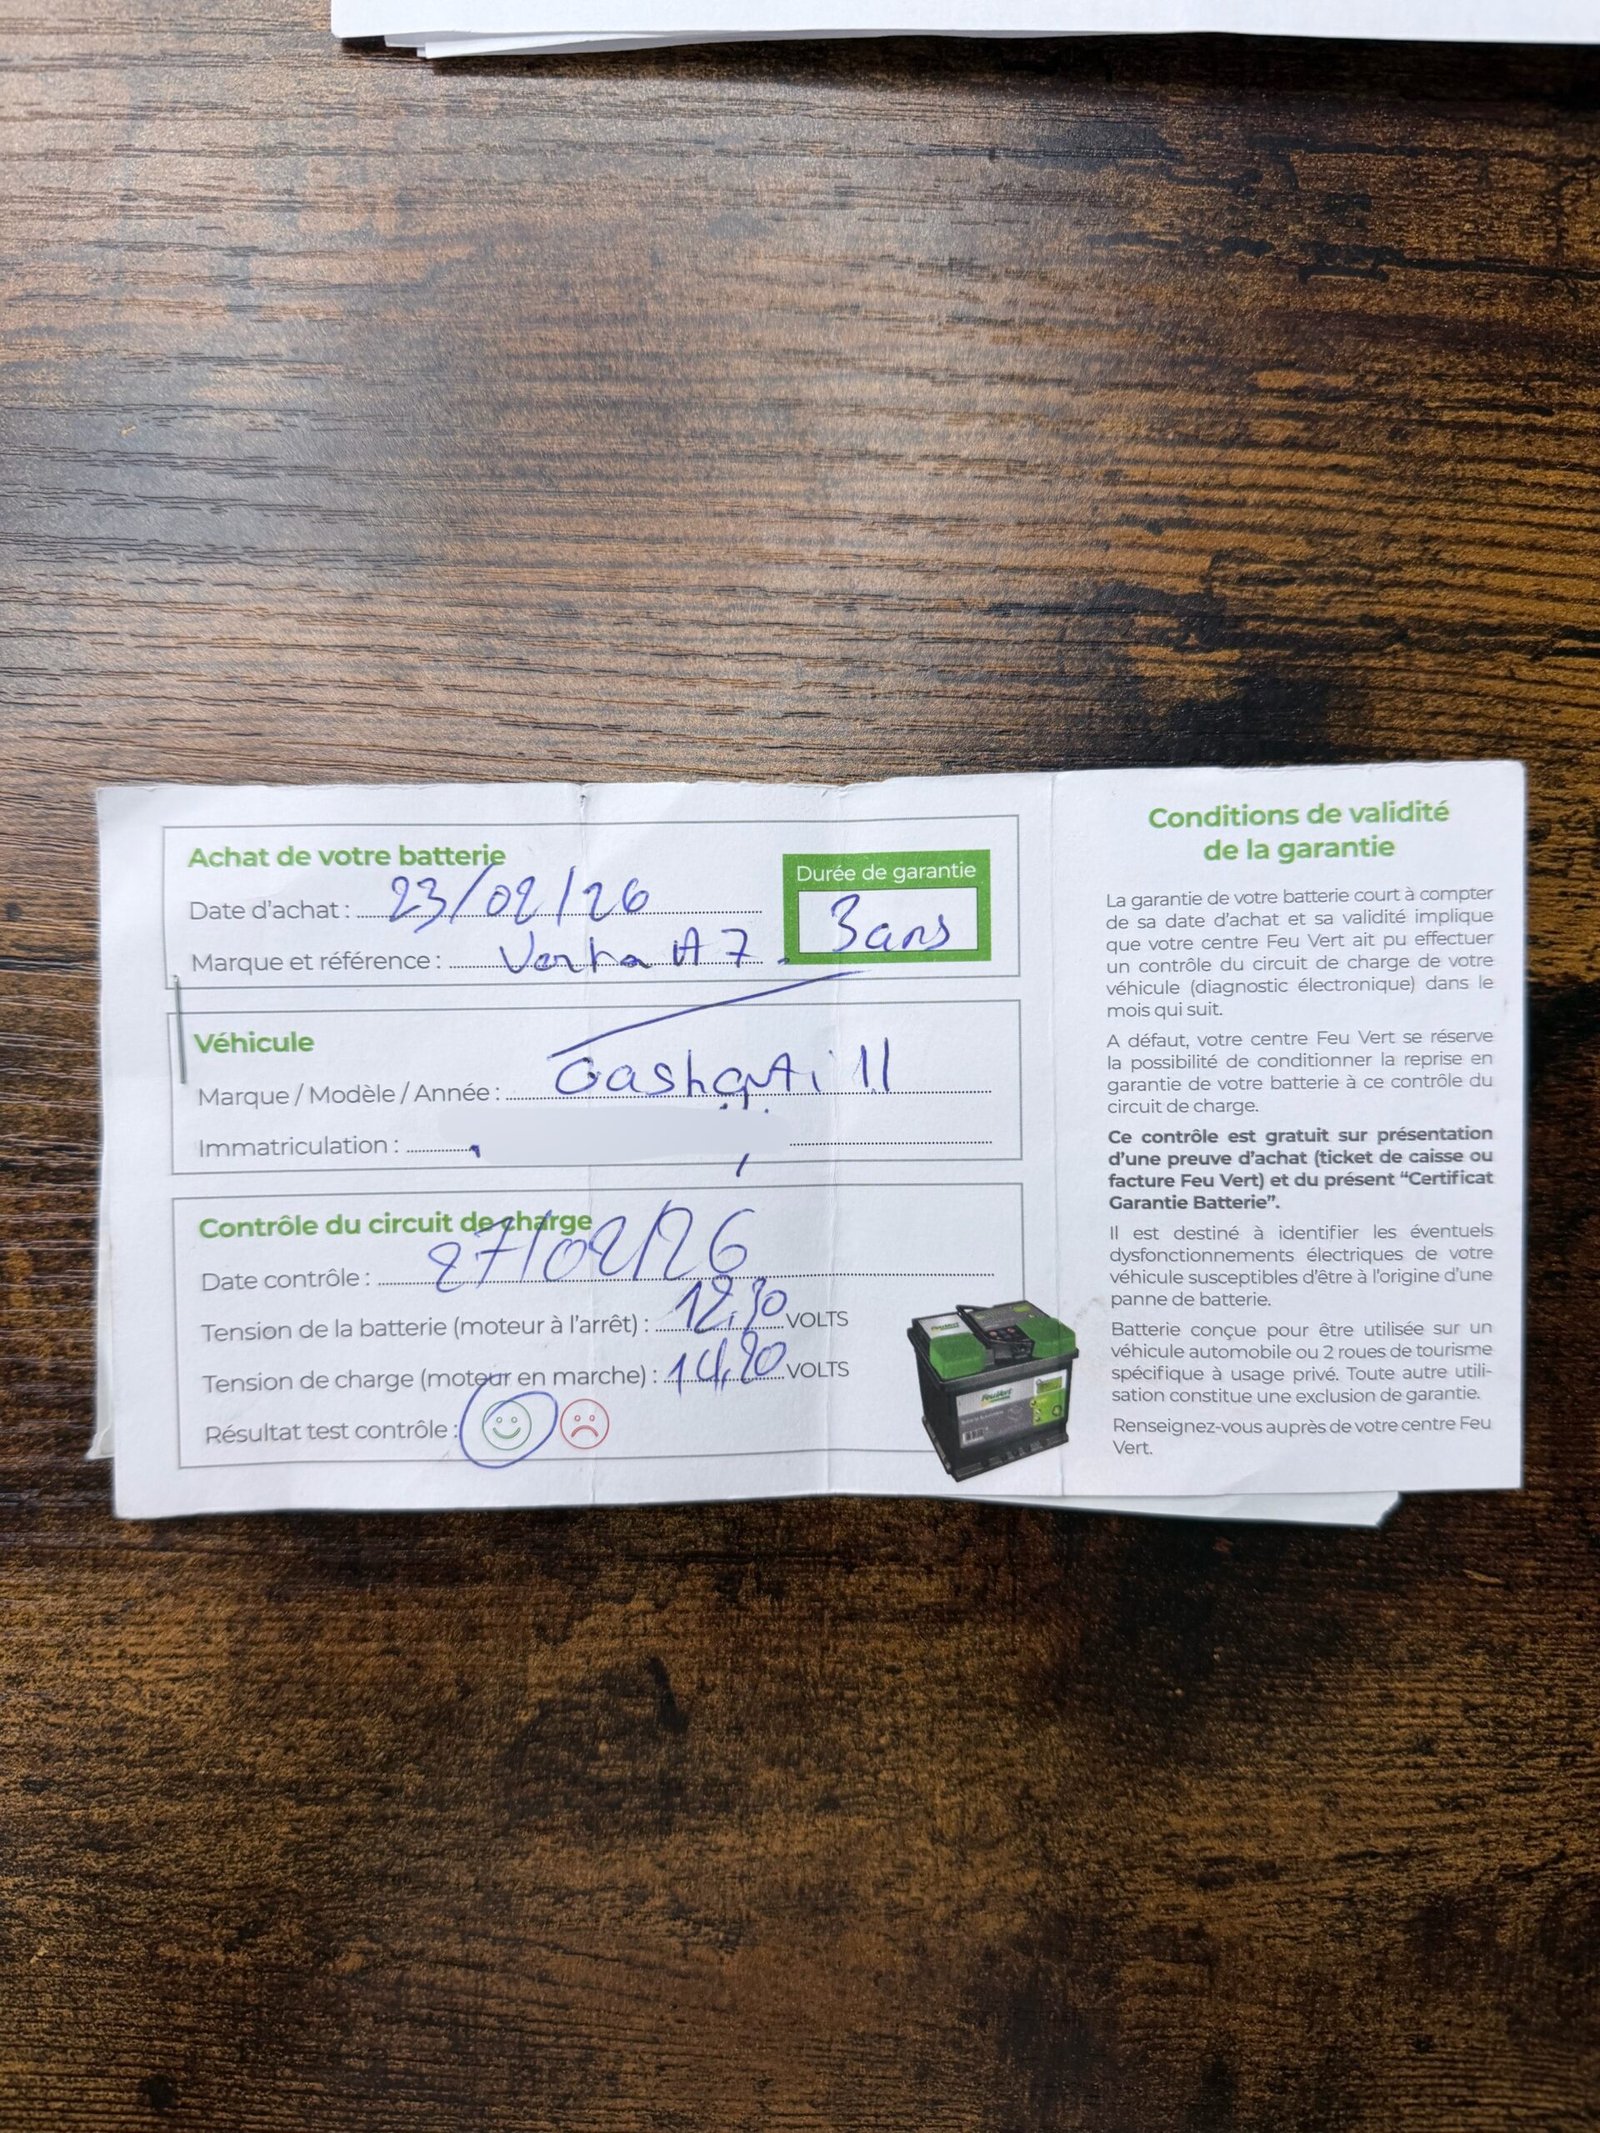 Achat de votre batterie
Date d'achat : 23/02/26
Marque et référence : A7
Durée de garantie
3 ans
Véhicule
Marque / Modèle / Année : Qashqai II
Immatriculation :
Contrôle du circuit de charge
Date contrôle : 27/02/26
Tension de la batterie (moteur à l'arrêt) : 12,30 VOLTS
Tension de charge (moteur en marche) : 14,20 VOLTS
Résultat test contrôle :
Feu Vert
Conditions de validité
de la garantie
La garantie de votre batterie court à compter
de sa date d'achat et sa validité implique
que votre centre Feu Vert ait pu effectuer
un contrôle du circuit de charge de votre
véhicule (diagnostic électronique) dans le
mois qui suit.
A défaut, votre centre Feu Vert se réserve
la possibilité de conditionner la reprise en
garantie de votre batterie à ce contrôle du
circuit de charge.
Ce contrôle est gratuit sur présentation
d'une preuve d'achat (ticket de caisse ou
facture Feu Vert) et du présent "Certificat
Garantie Batterie".
Il est destiné à identifier les éventuels
dysfonctionnements électriques de votre
véhicule susceptibles d'être à l'origine d'une
panne de batterie.
Batterie conçue pour être utilisée sur un
véhicule automobile ou 2 roues de tourisme
spécifique à usage privé. Toute autre utili-
sation constitue une exclusion de garantie.
Renseignez-vous auprès de votre centre Feu
Vert.